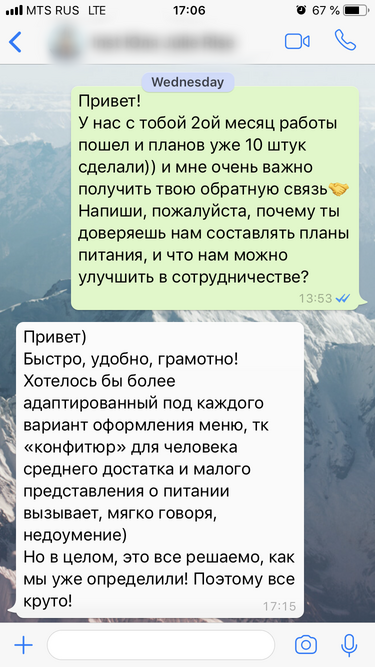 MTS RUS LTE 17:06 67 %
Wednesday
Привет!
У нас с тобой 2ой месяц работы
пошел и планов уже 10 штук
сделали)) и мне очень важно
получить твою обратную связь🤝
Напиши, пожалуйста, почему ты
доверяешь нам составлять планы
питания, и что нам можно
улучшить в сотрудничестве?
13:53
Привет)
Быстро, удобно, грамотно!
Хотелось бы более
адаптированный под каждого
вариант оформления меню, тк
«конфитюр» для человека
среднего достатка и малого
представления о питании
вызывает, мягко говоря,
недоумение)
Но в целом, это все решаемо, как
мы уже определили! Поэтому все
круто!
17:15